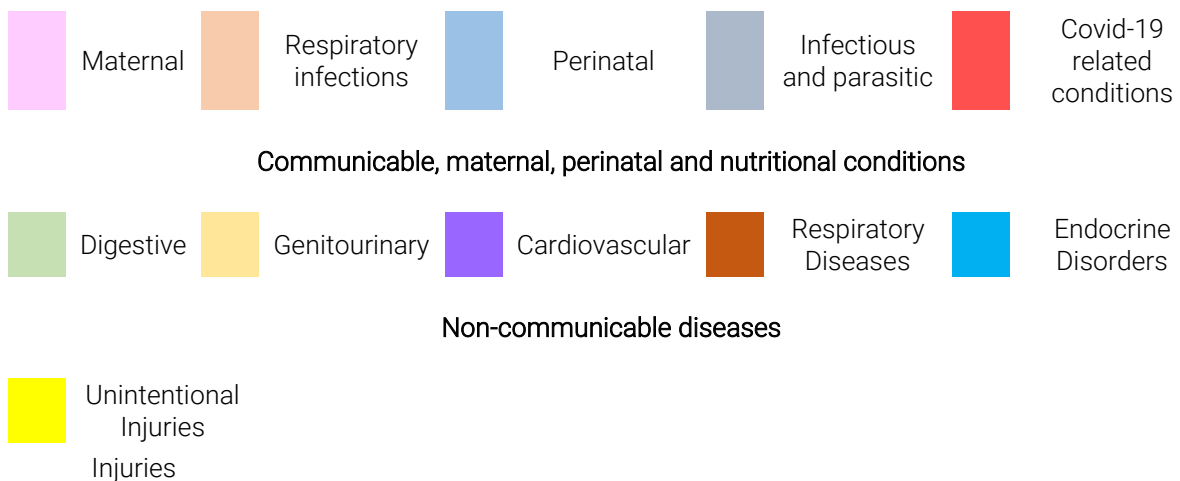 Maternal
Respiratory
infections
Perinatal
Infectious
and parasitic
Covid-19
related
conditions
Communicable, maternal, perinatal and nutritional conditions
Digestive
Genitourinary
Cardiovascular
Respiratory
Diseases
Endocrine
Disorders
Non-communicable diseases
Unintentional
Injuries
Injuries